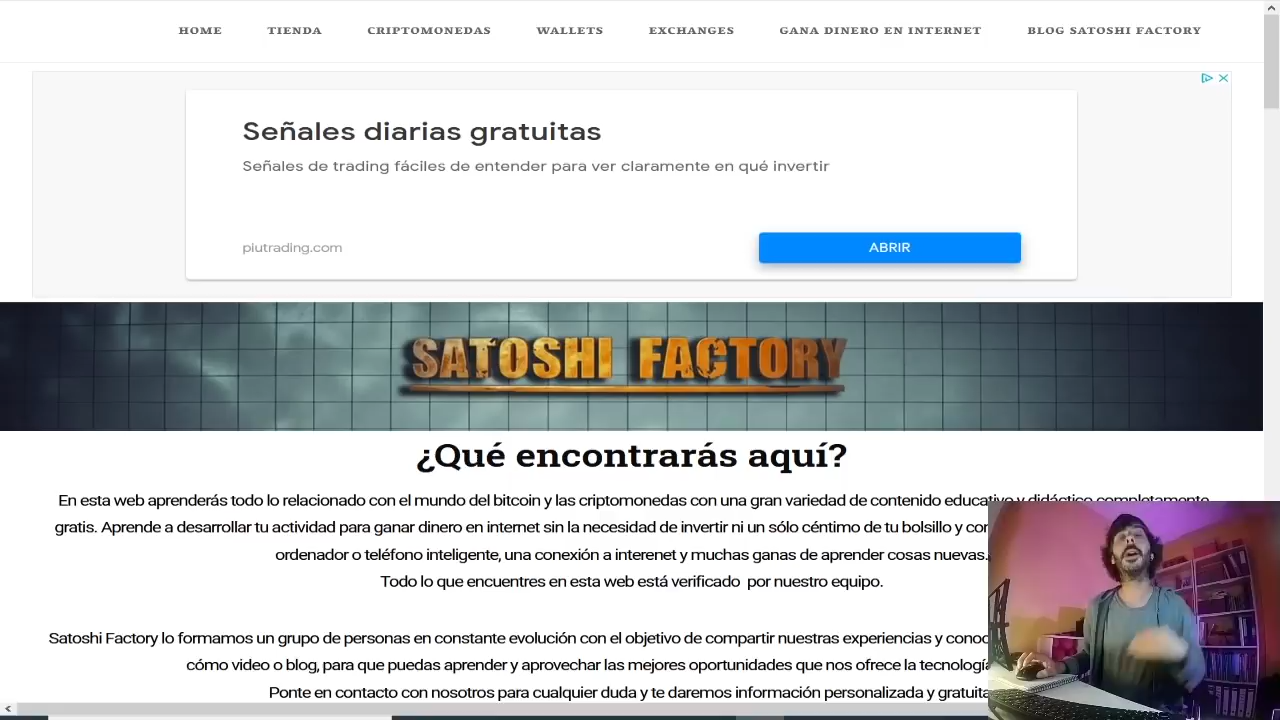 HOME TIENDA CRIPTOMONEDAS WALLETS EXCHANGES GANA DINERO EN INTERNET BLOG SATOSHI FACTORY
Señales diarias gratuitas
Señales de trading fáciles de entender para ver claramente en qué invertir
piutrading.com
ABRIR
SATOSHI FACTORY
¿Qué encontrarás aquí?
En esta web aprenderás todo lo relacionado con el mundo del bitcoin y las criptomonedas con una gran variedad de contenido educativo y didáctico completamente
gratis. Aprende a desarrollar tu actividad para ganar dinero en internet sin la necesidad de invertir ni un sólo céntimo de tu bolsillo y
ordenador o teléfono inteligente, una conexión a interenet y muchas ganas de aprender cosas nuevas.
Todo lo que encuentres en esta web está verificado por nuestro equipo.
Satoshi Factory lo formamos un grupo de personas en constante evolución con el objetivo de compartir nuestras experiencias y
cómo video o blog, para que puedas aprender y aprovechar las mejores oportunidades que nos ofrece la
Ponte en contacto con nosotros para cualquier duda y te daremos información personalizada y gratuita